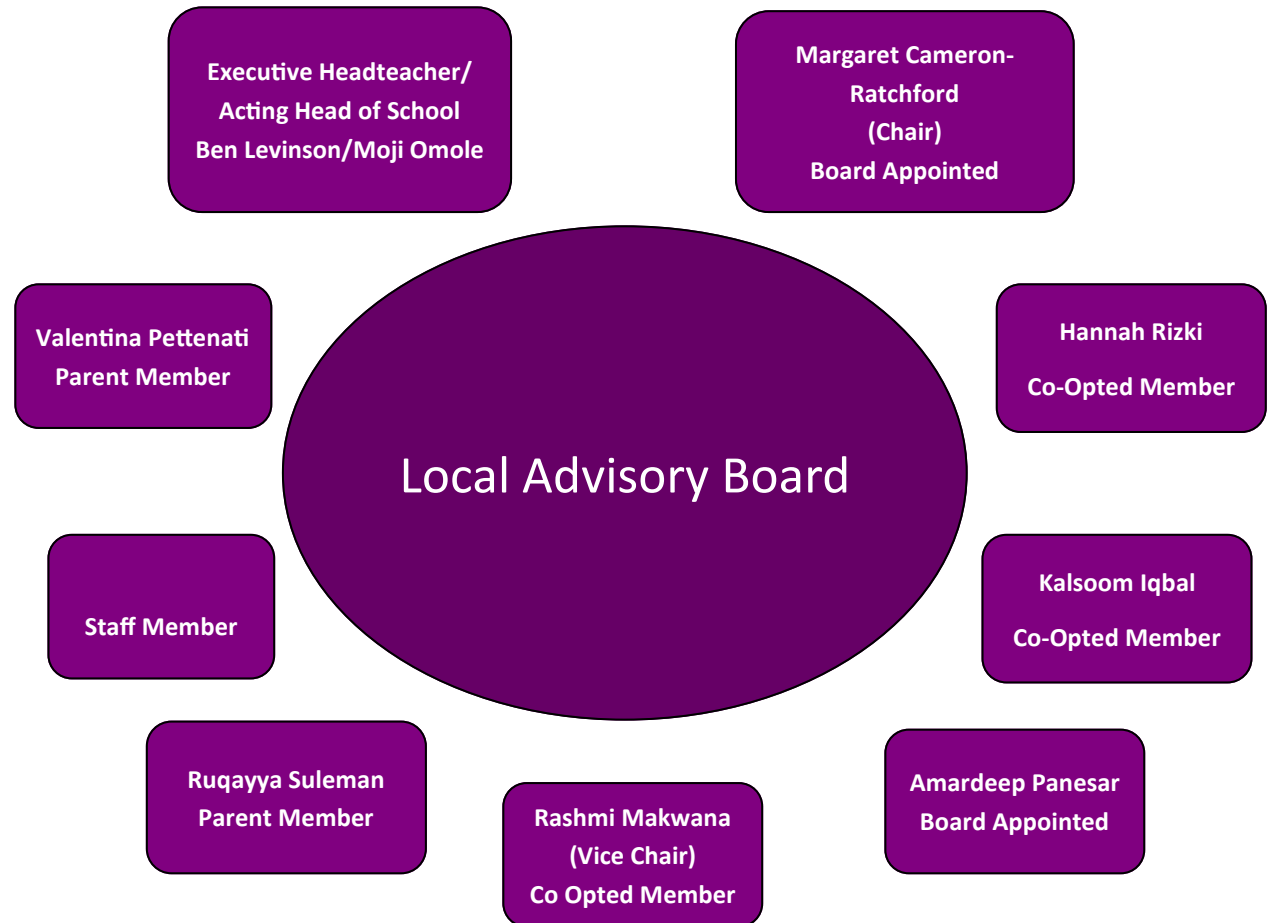 Executive Headteacher/
Acting Head of School
Ben Levinson/Moji Omole
Margaret Cameron-
Ratchford
(Chair)
Board Appointed
Valentina Pettenati
Parent Member
Hannah Rizki
Co-Opted Member
Local Advisory Board
Staff Member
Kalsoom Iqbal
Co-Opted Member
Ruqayya Suleman
Parent Member
Rashmi Makwana
(Vice Chair)
Co Opted Member
Amardeep Panesar
Board Appointed